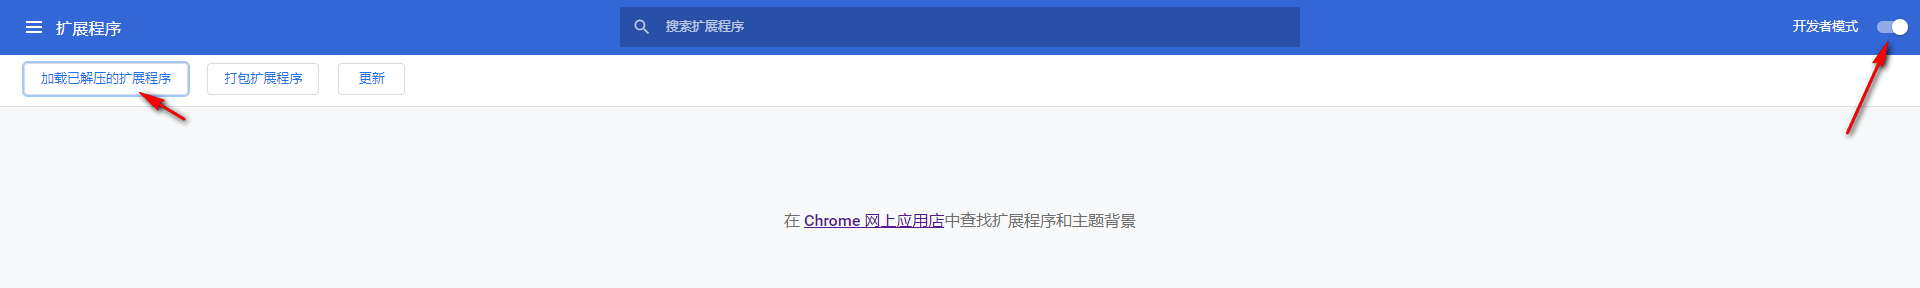 扩展程序
搜索扩展程序
开发者模式
加载已解压的扩展程序
打包扩展程序
更新
在 Chrome 网上应用店中查找扩展程序和主题背景